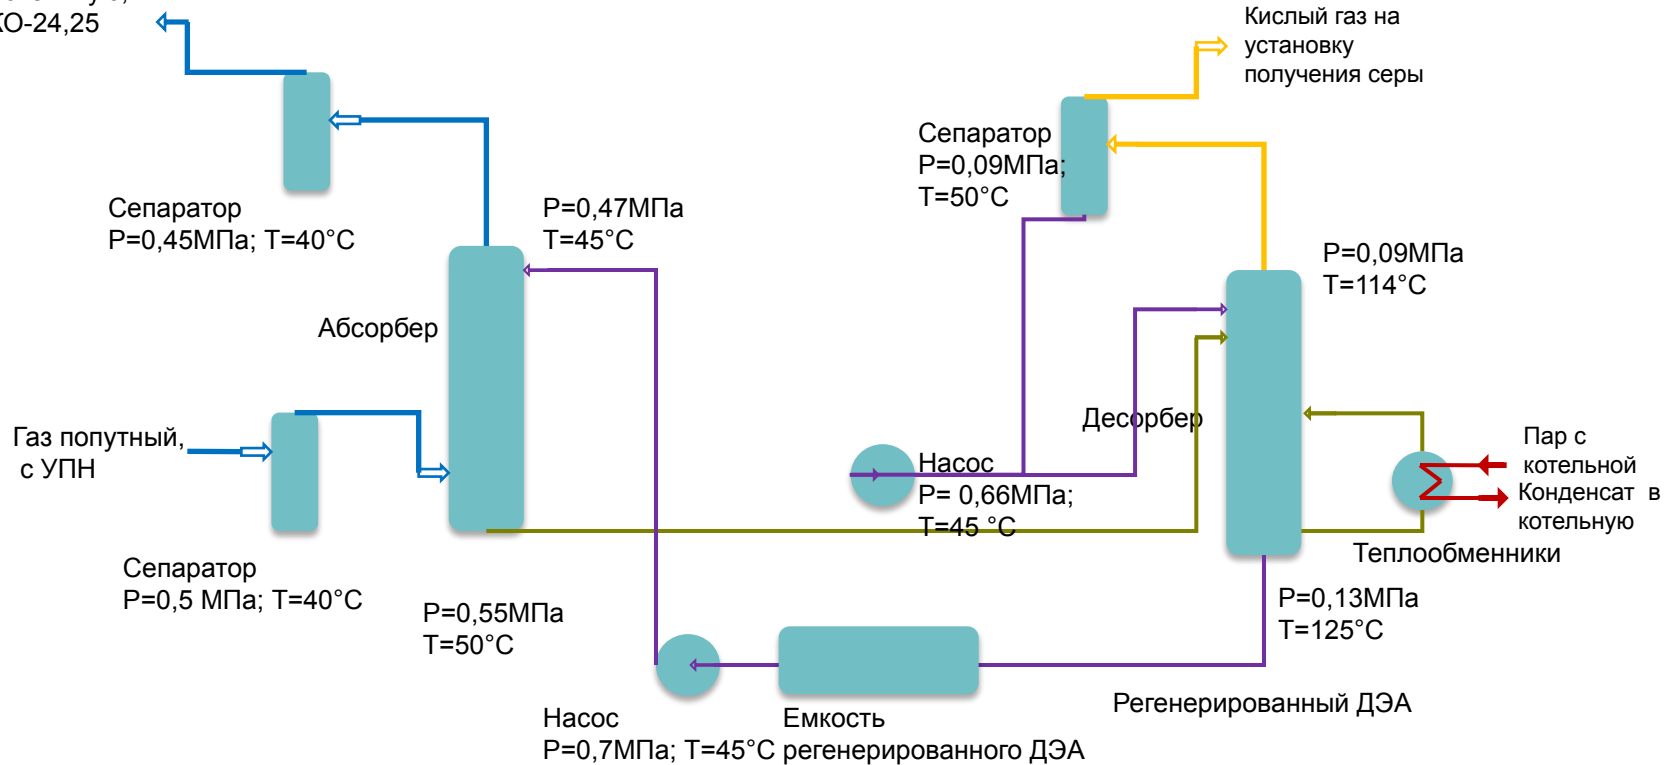 КО-24,25
Сепаратор
Р=0,45МПа; Т=40°С
Р=0,47МПа
Т=45°С
Абсорбер
Газ попутный,
с УПН
Сепаратор
Р=0,5 МПа; Т=40°С
Р=0,55МПа
Т=50°С
Насос
Р=0,7МПа; Т=45°С
Емкость
регенерированного ДЭА
Кислый газ на
установку
получения серы
Сепаратор
Р=0,09МПа;
Т=50°С
Р=0,09МПа
Т=114°С
Десорбер
Насос
Р= 0,66МПа;
Т=45 °С
Пар с
котельной
Конденсат в
котельную
Теплообменники
Р=0,13МПа
Т=125°С
Регенерированный ДЭА